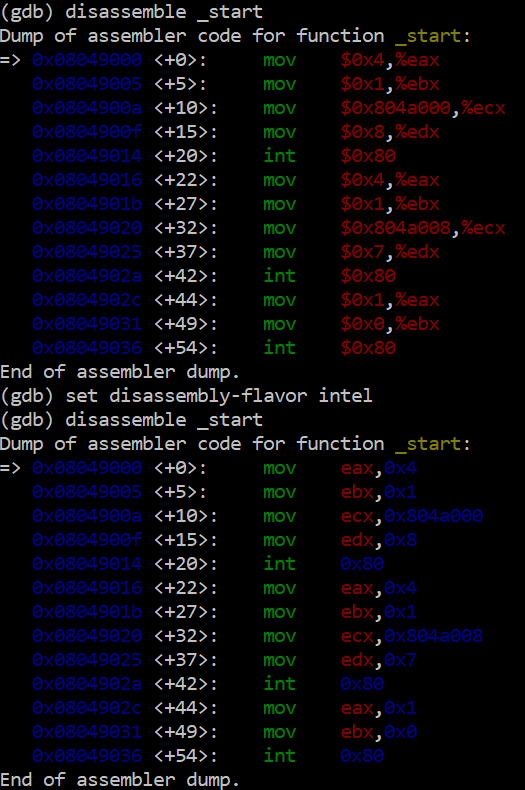 (gdb) disassemble _start
Dump of assembler code for function _start:
=> 0x08049000 <+0>:     mov    $0x4,%eax
   0x08049005 <+5>:     mov    $0x1,%ebx
   0x0804900a <+10>:    mov    $0x804a000,%ecx
   0x0804900f <+15>:    mov    $0x8,%edx
   0x08049014 <+20>:    int    $0x80
   0x08049016 <+22>:    mov    $0x4,%eax
   0x0804901b <+27>:    mov    $0x1,%ebx
   0x08049020 <+32>:    mov    $0x804a008,%ecx
   0x08049025 <+37>:    mov    $0x7,%edx
   0x0804902a <+42>:    int    $0x80
   0x0804902c <+44>:    mov    $0x1,%eax
   0x08049031 <+49>:    mov    $0x0,%ebx
   0x08049036 <+54>:    int    $0x80
End of assembler dump.
(gdb) set disassembly-flavor intel
(gdb) disassemble _start
Dump of assembler code for function _start:
=> 0x08049000 <+0>:     mov    eax,0x4
   0x08049005 <+5>:     mov    ebx,0x1
   0x0804900a <+10>:    mov    ecx,0x804a000
   0x0804900f <+15>:    mov    edx,0x8
   0x08049014 <+20>:    int    0x80
   0x08049016 <+22>:    mov    eax,0x4
   0x0804901b <+27>:    mov    ebx,0x1
   0x08049020 <+32>:    mov    ecx,0x804a008
   0x08049025 <+37>:    mov    edx,0x7
   0x0804902a <+42>:    int    0x80
   0x0804902c <+44>:    mov    eax,0x1
   0x08049031 <+49>:    mov    ebx,0x0
   0x08049036 <+54>:    int    0x80
End of assembler dump.